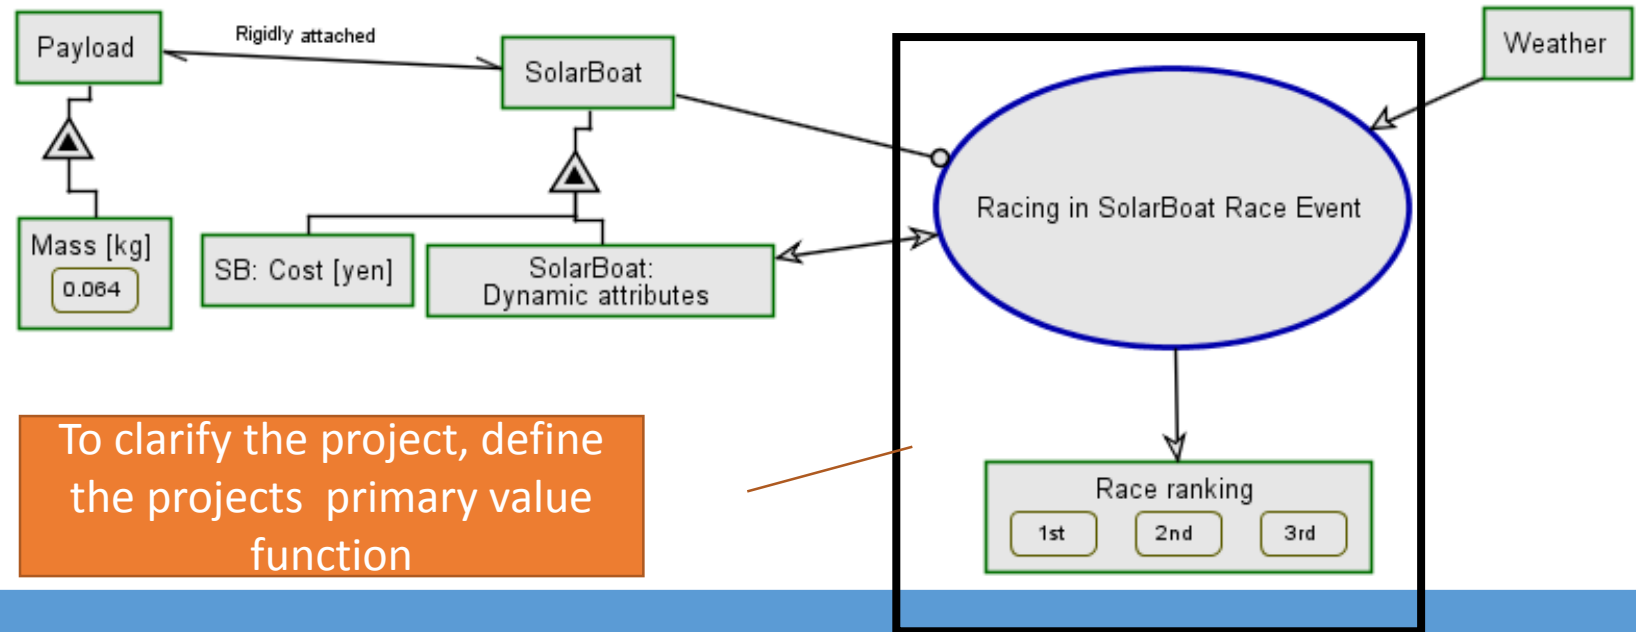 Payload
Rigidly attached
SolarBoat
Weather
Mass [kg]
0.064
SB: Cost [yen]
SolarBoat:
Dynamic attributes
Racing in SolarBoat Race Event
To clarify the project, define
the projects primary value
function
Race ranking
1st
2nd
3rd